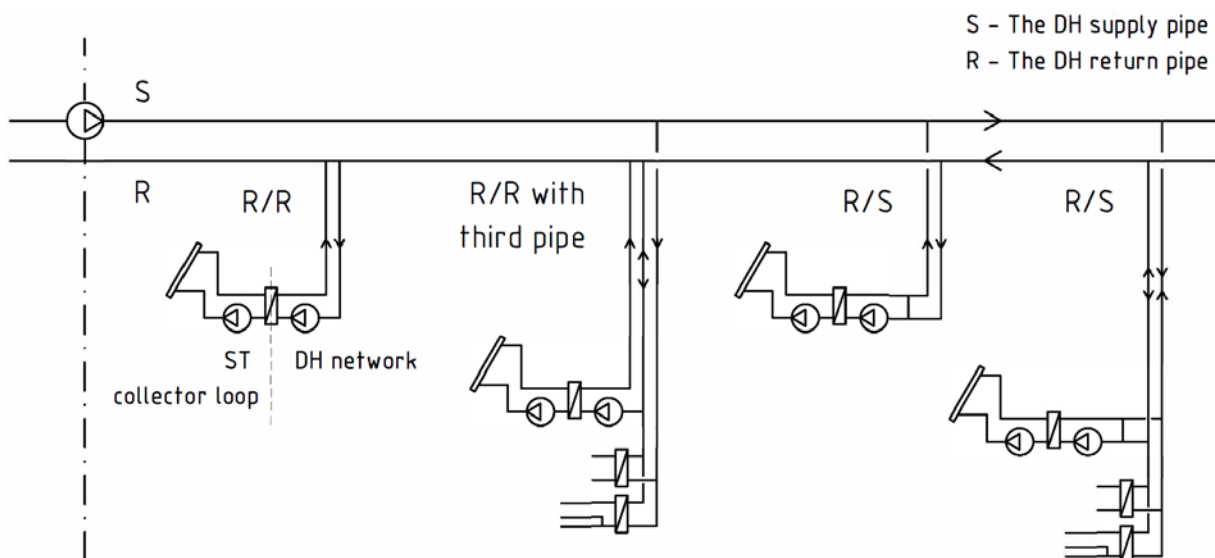 S - The DH supply pipe
R - The DH return pipe
S
R
R/R
R/R with
third pipe
R/S
R/S
ST
DH network
collector loop